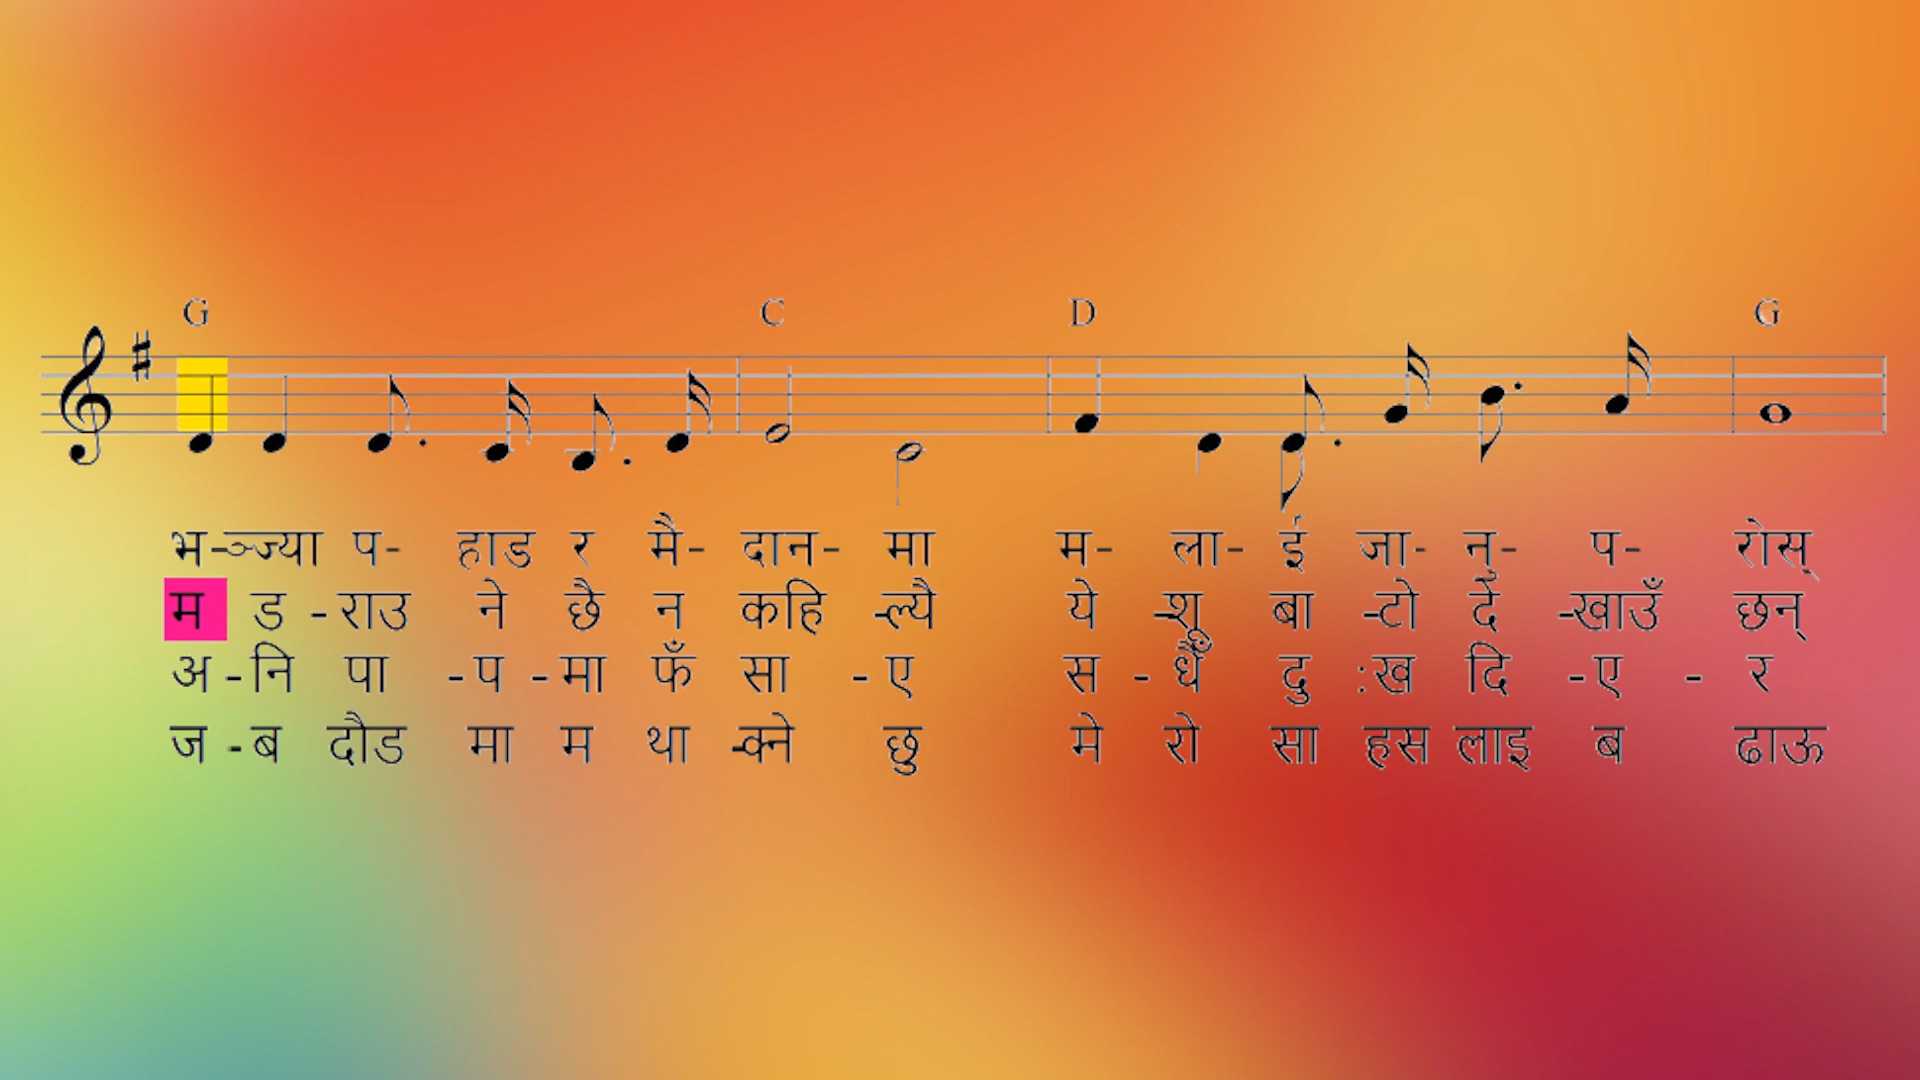 G C D G
भ-ञ्ज्या प- हाड र मै- दान- मा म- ला- ई जा- नु- प- रोस्
म ड -राउ ने छै न कहि -ल्यै ये -शू बा -टो दे -खाउँ छन्
अ -नि पा -प -मा फँ सा -ए स -धैँ दु :ख दि -ए - र
ज -ब दौड मा म था -क्ने छु मे रो सा हस लाइ ब ढाऊ